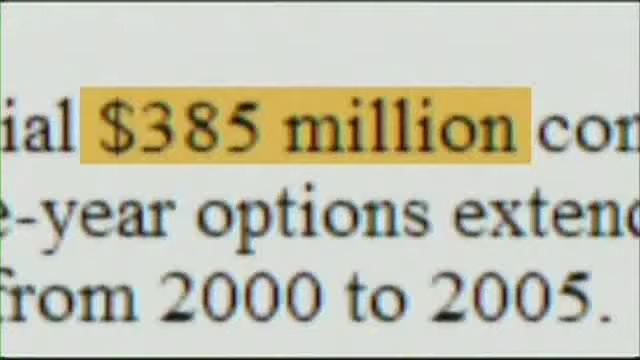 ial $385 million con
e-year options extend
from 2000 to 2005.